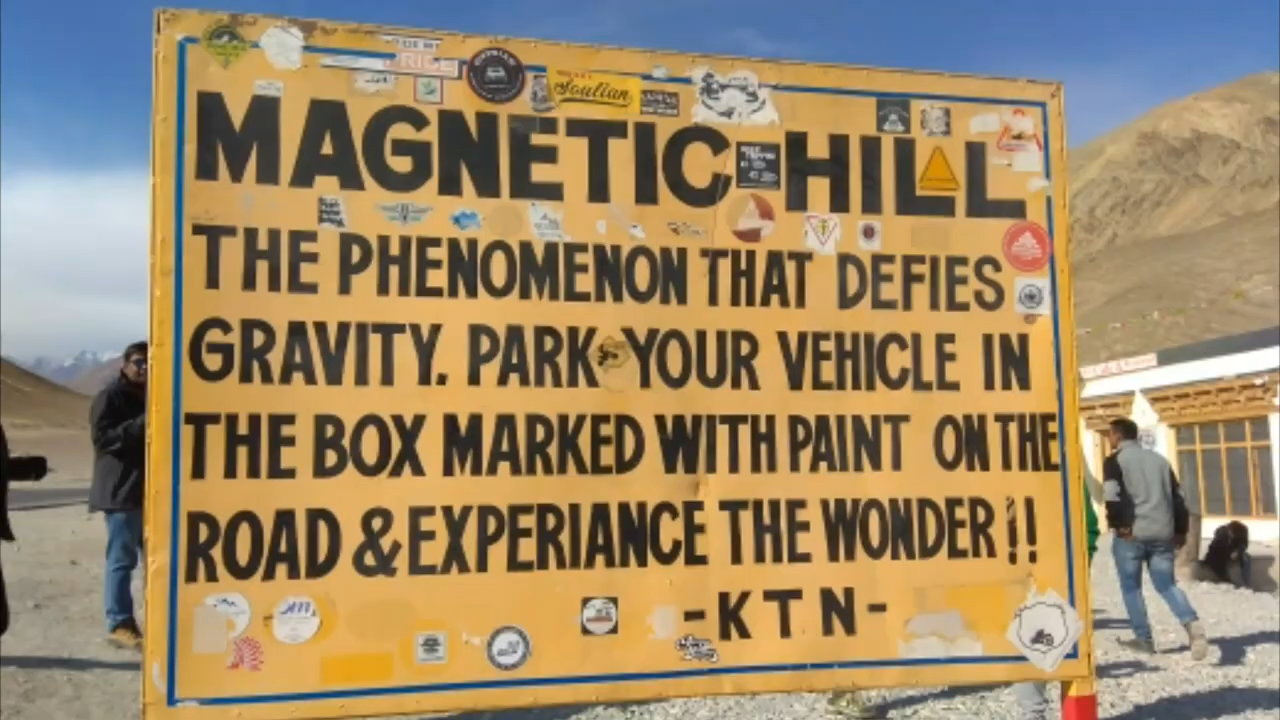 MAGNETIC HILL
THE PHENOMENON THAT DEFIES
GRAVITY. PARK YOUR VEHICLE IN
THE BOX MARKED WITH PAINT ON THE
ROAD & EXPERIANCE THE WONDER !!
-KTN-
Soulian